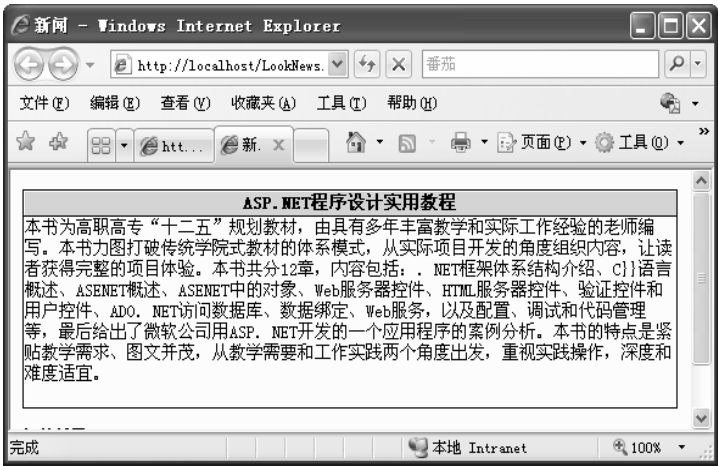 新闻 - Windows Internet Explorer
http://localhost/LookNews.
番茄
文件(F) 编辑(E) 查看(V) 收藏夹(A) 工具(T) 帮助(H)
htt... 新. 页面(P) 工具(O) »
ASP.NET程序设计实用教程
本书为高职高专“十二五”规划教材，由具有多年丰富教学和实际工作经验的老师编
写。本书力图打破传统学院式教材的体系模式，从实际项目开发的角度组织内容，让读
者获得完整的项目体验。本书共分12章，内容包括：．NET框架体系结构介绍、C}}语言
概述、ASENET概述、ASENET中的对象、Web服务器控件、HTML服务器控件、验证控件和
用户控件、ADO．NET访问数据库、数据绑定、Web服务，以及配置、调试和代码管理
等，最后给出了微软公司用ASP．NET开发的一个应用程序的案例分析。本书的特点是紧
贴教学需求、图文并茂，从教学需要和工作实践两个角度出发，重视实践操作，深度和
难度适宜。
完成 本地 Intranet 100%